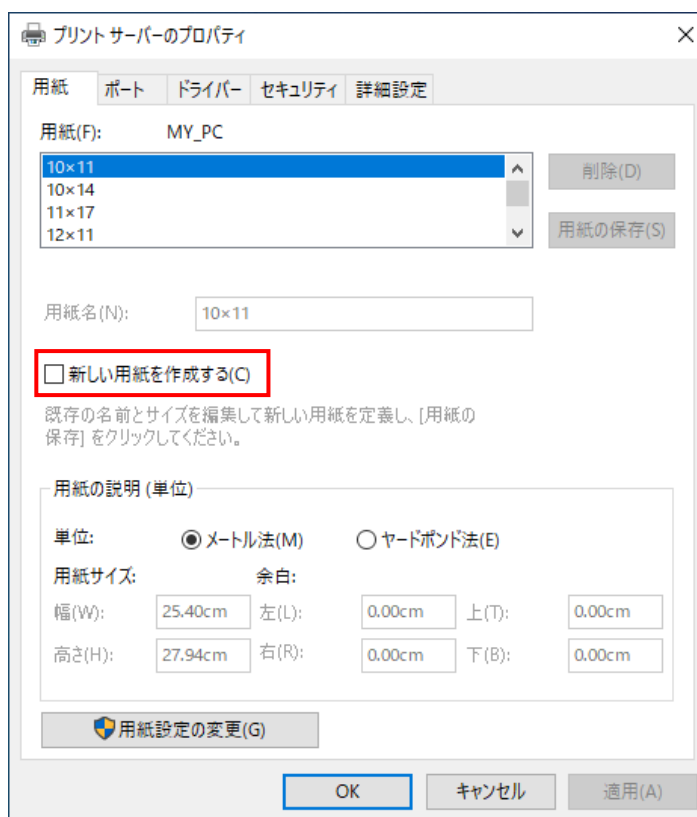 プリント サーバーのプロパティ
用紙 ポート ドライバー セキュリティ 詳細設定
用紙(F): MY_PC
10×11
10×14
11×17
12×11
削除(D)
用紙の保存(S)
用紙名(N): 10×11
新しい用紙を作成する(C)
既存の名前とサイズを編集して新しい用紙を定義し、[用紙の
保存] をクリックしてください。
用紙の説明 (単位)
単位: メートル法(M) ヤードポンド法(E)
用紙サイズ: 余白:
幅(W): 25.40cm 左(L): 0.00cm 上(T): 0.00cm
高さ(H): 27.94cm 右(R): 0.00cm 下(B): 0.00cm
用紙設定の変更(G)
OK キャンセル 適用(A)